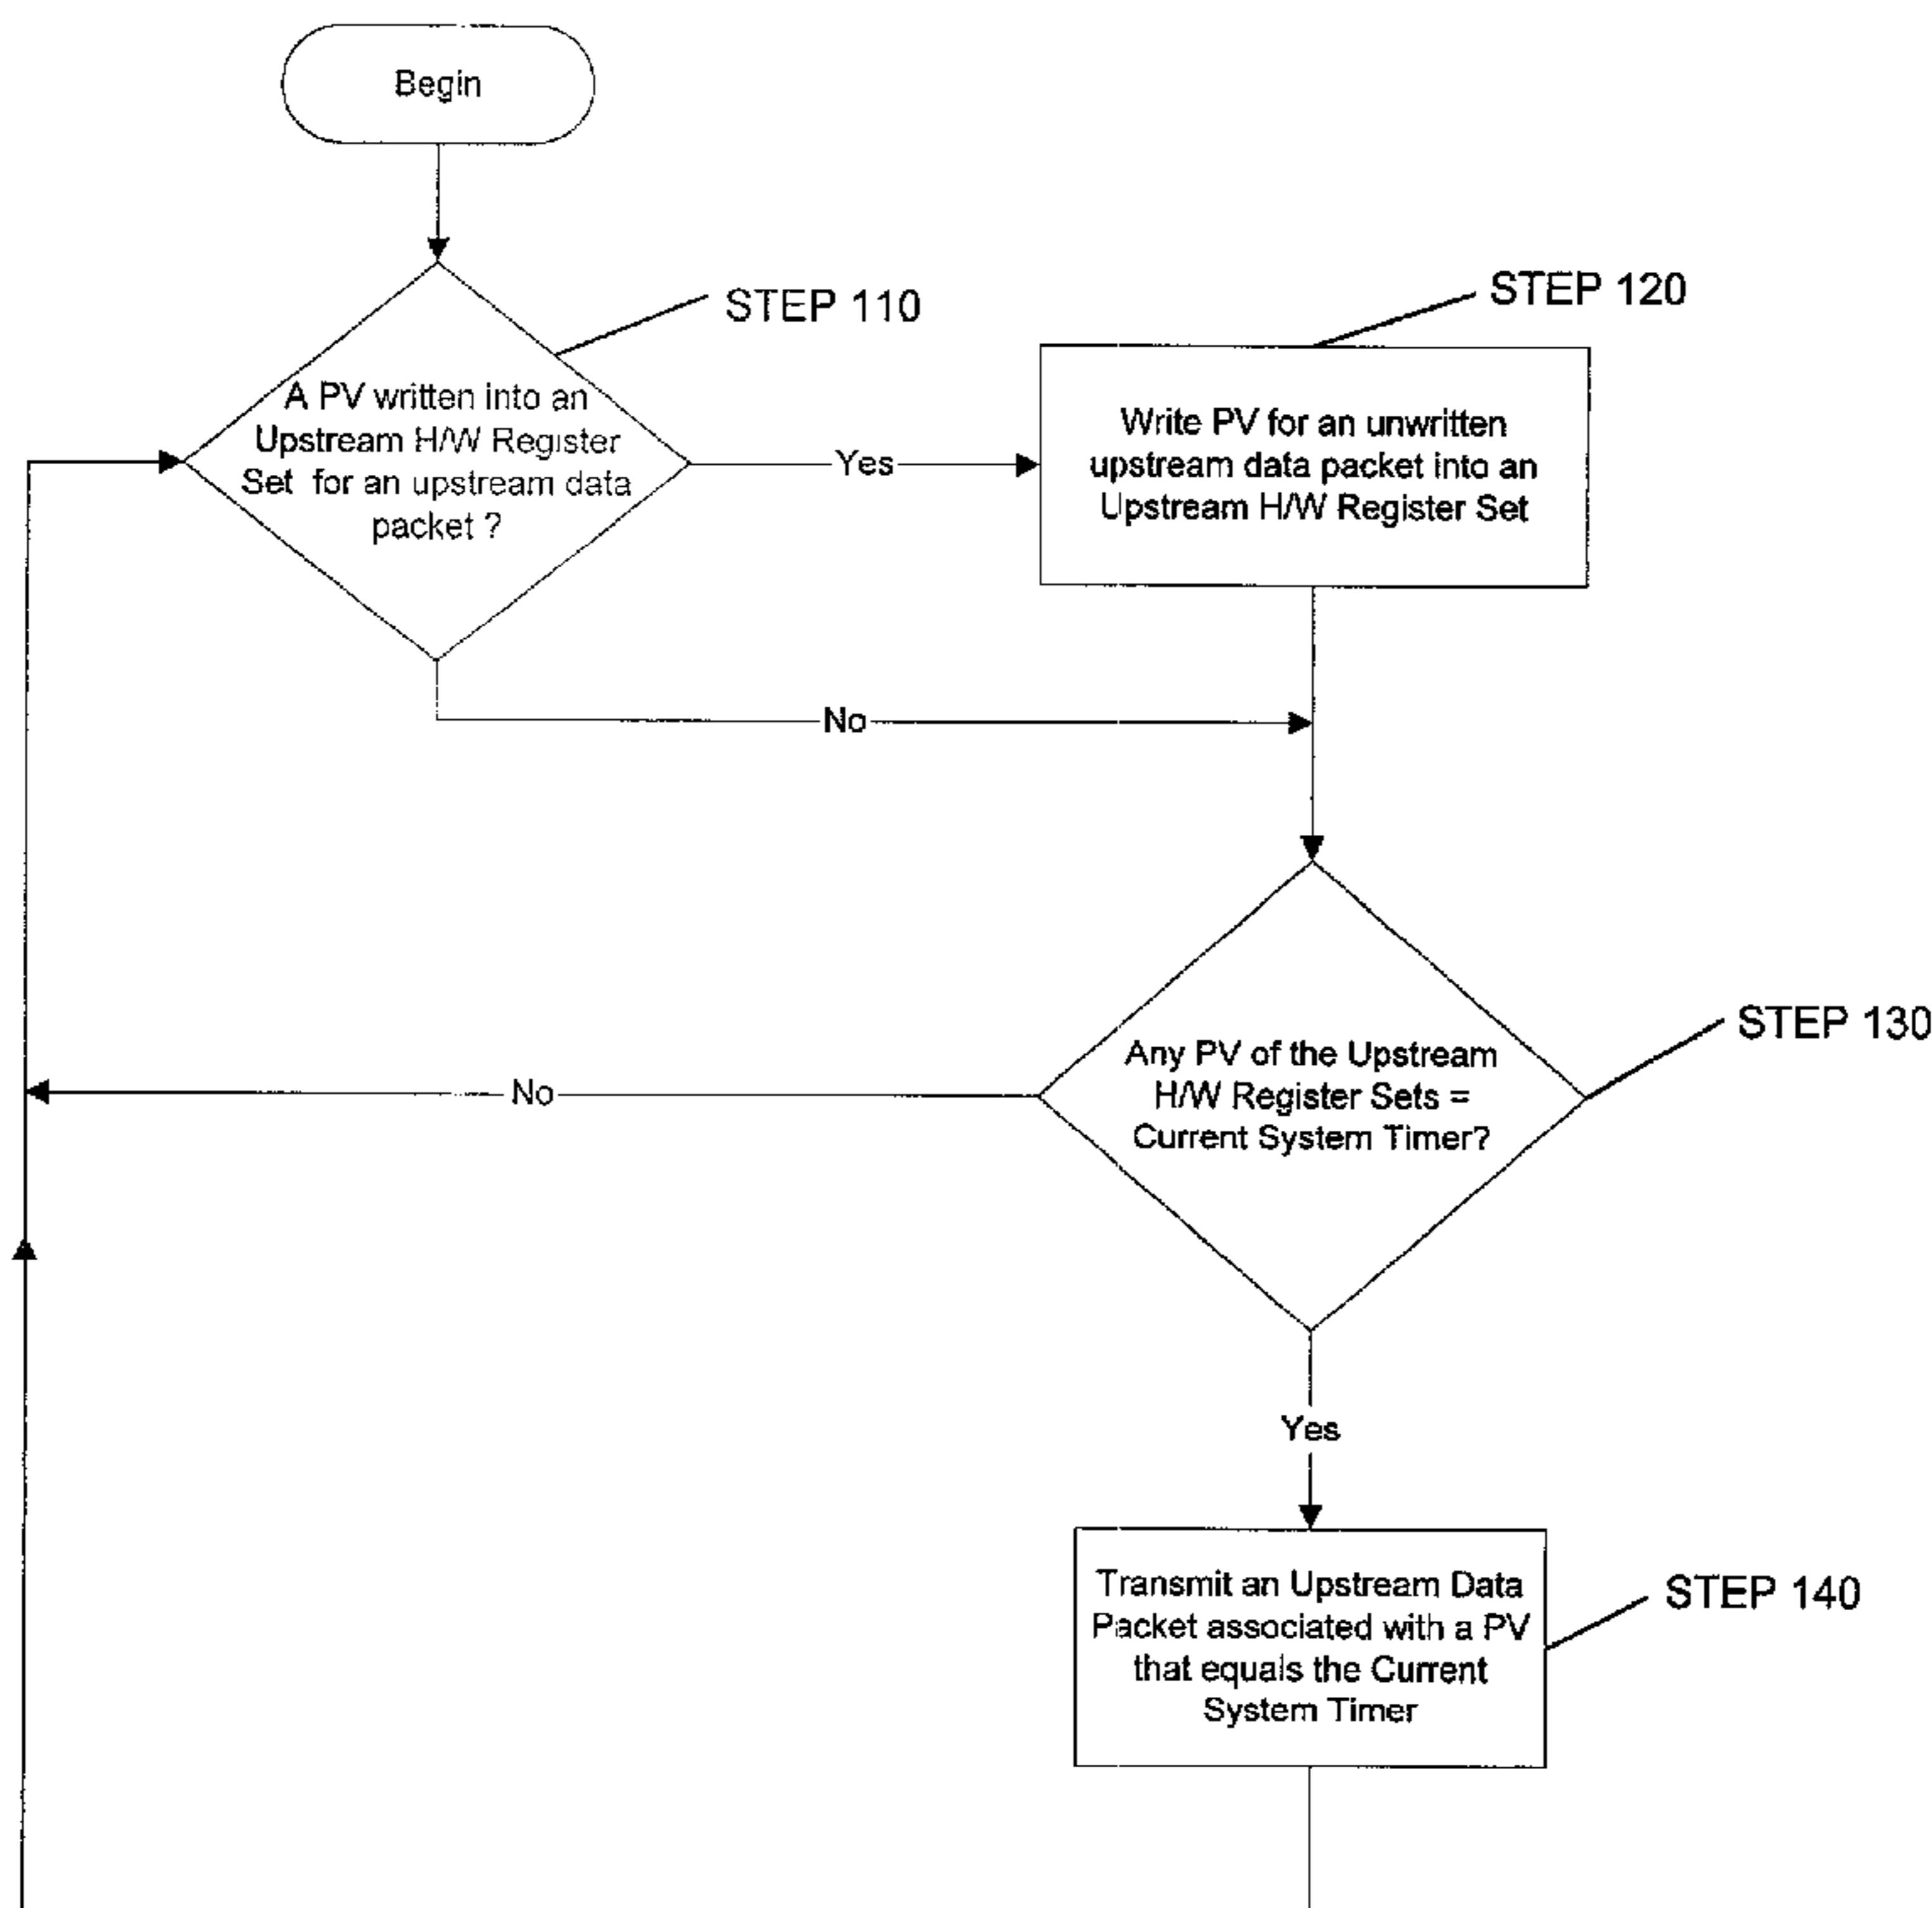 Begin
STEP 110
STEP 120
A PV written into an
Upstream H/W Register
Set for an upstream data
packet ?
Yes
Write PV for an unwritten
upstream data packet into an
Upstream H/W Register Set
No
STEP 130
Any PV of the Upstream
H/W Register Sets =
Current System Timer?
No
Yes
Transmit an Upstream Data
Packet associated with a PV
that equals the Current
System Timer
STEP 140